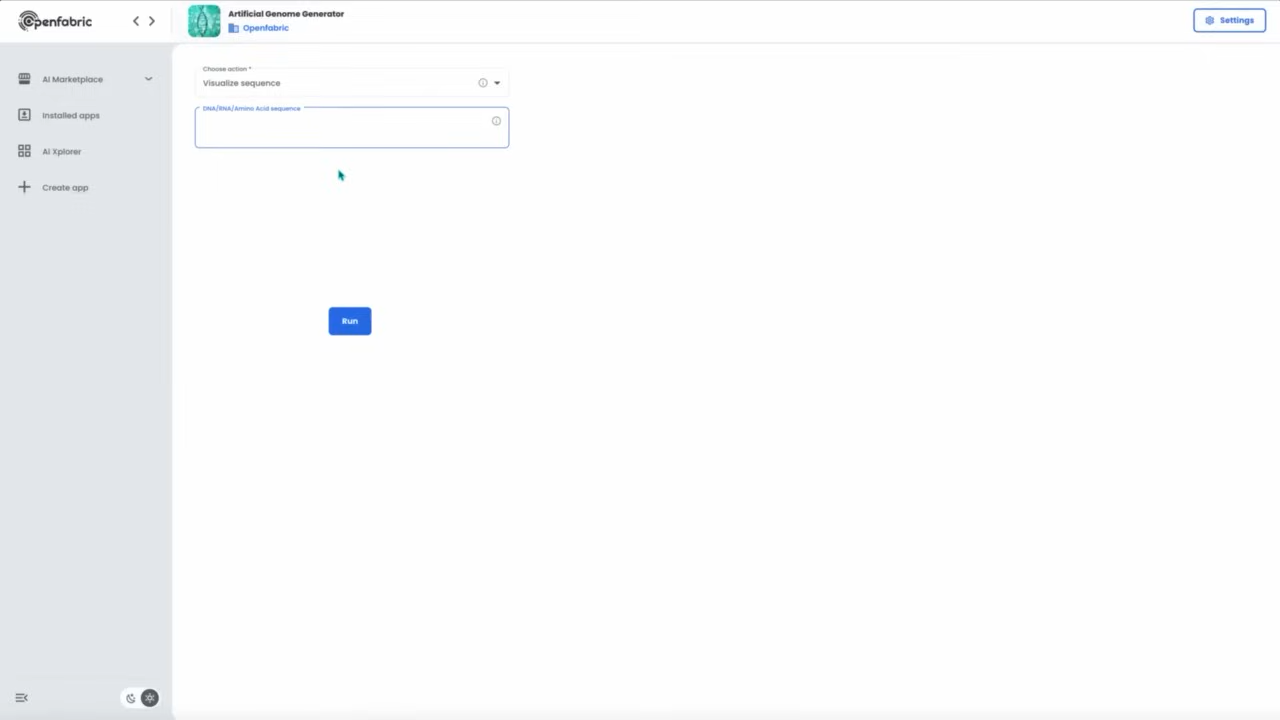 Openfabric
Artificial Genome Generator
Openfabric
Settings
AI Marketplace
Installed apps
Ai Xplorer
Create app
Choose action *
Visualize sequence
DNA/RNA/Amino Acid sequence
Run